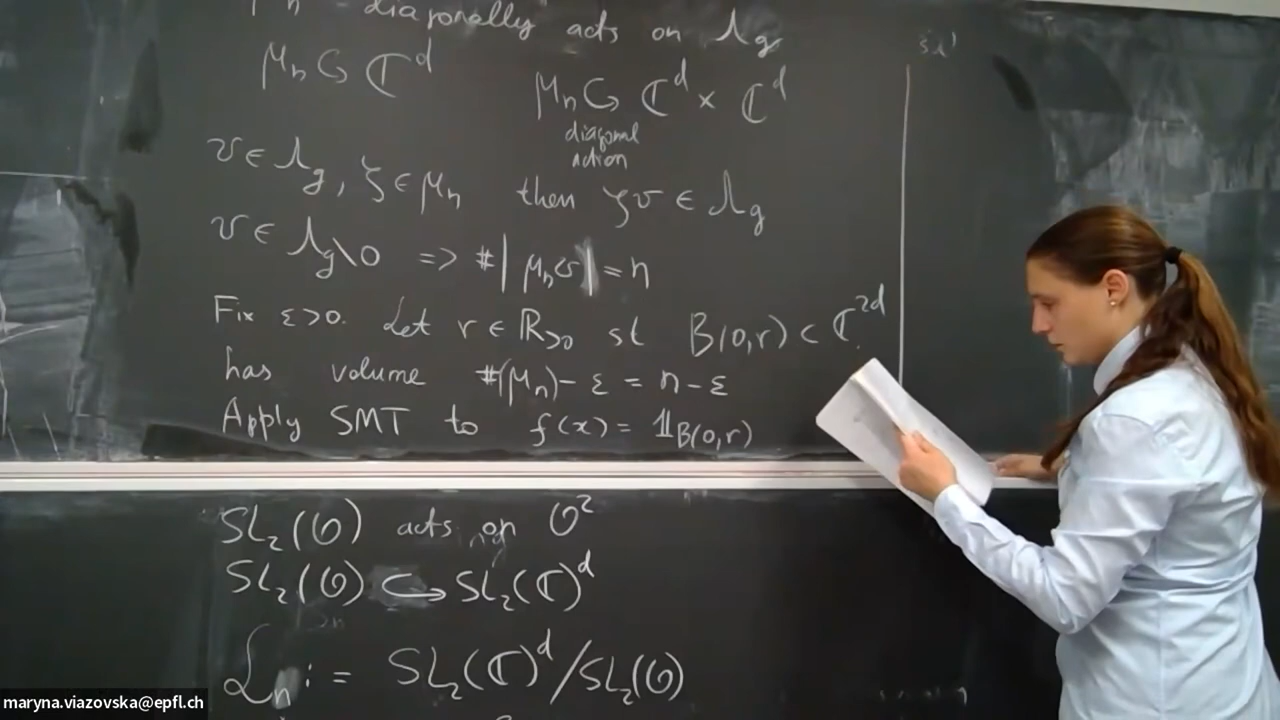 diagonally acts on Λg
μn ↻ ℂ^d μn ↻ ℂ^d × ℂ^d
diagonal
action
v ∈ Λg, ζ ∈ μn then ζv ∈ Λg
v ∈ Λg\0 => #|μnv| = n
Fix ε>0. Let r ∈ ℝ>0 st B(0,r) ⊂ ℂ^2d
has volume #(μn) - ε = n - ε
Apply SMT to f(x) = 𝟙B(0,r)
SL2(𝒪) acts on 𝒪^2
SL2(𝒪) ↪ SL2(ℂ)^d
ℒn := SL2(ℂ)^d/SL2(𝒪)
maryna.viazovska@epfl.ch